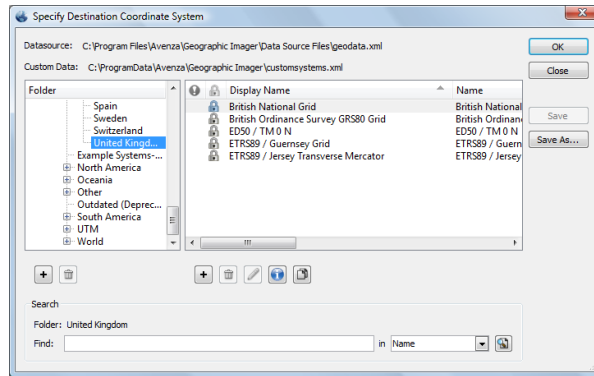 Specify Destination Coordinate System
Datasource: C:\Program Files\Avenza\Geographic Imager\Data Source Files\geodata.xml
OK
Custom Data: C:\ProgramData\Avenza\Geographic Imager\customsystems.xml
Close
Folder
Display Name
Name
Spain
Sweden
Switzerland
United Kingd...
Example Systems-...
North America
Oceania
Other
Outdated (Deprec...
South America
UTM
World
British National Grid
British National
British Ordinance Survey GRS80 Grid
British Ordinan
ED50 / TM 0 N
ED50 / TM 0 N
ETRS89 / Guernsey Grid
ETRS89 / Guern
ETRS89 / Jersey Transverse Mercator
ETRS89 / Jersey
Save
Save As...
Search
Folder: United Kingdom
Find:
in
Name